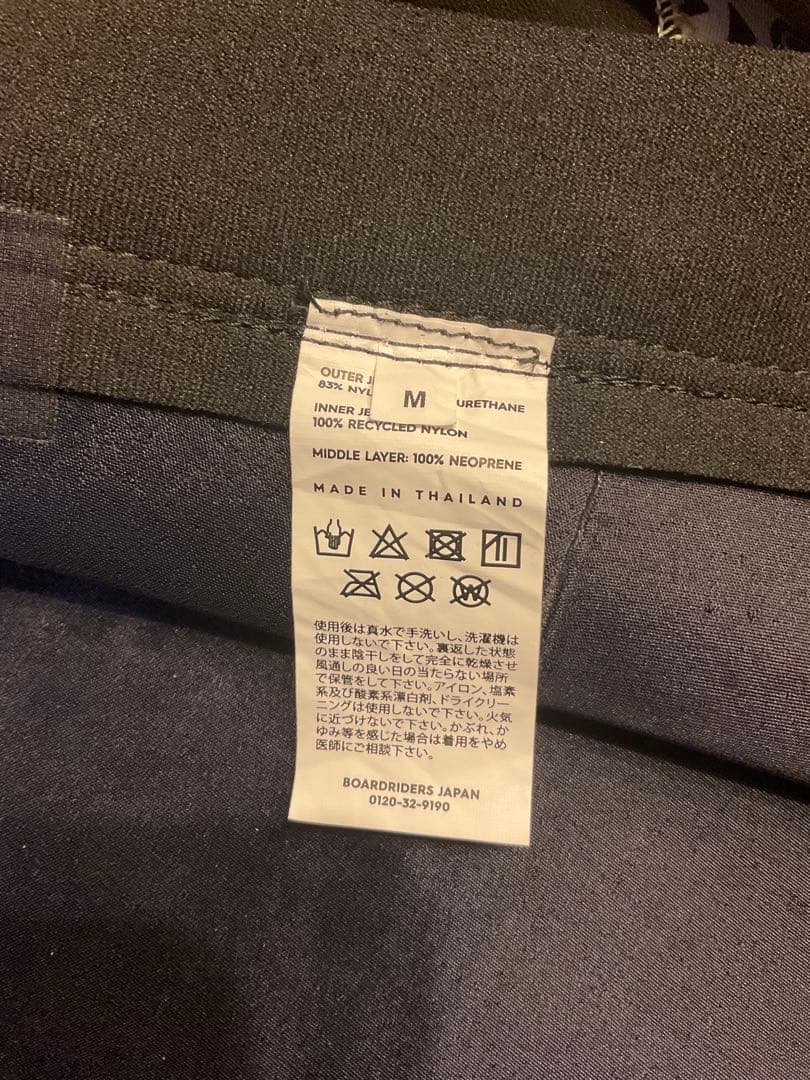 OUTER J
83% NYL
M
URETHANE
INNER JE
100% RECYCLED NYLON
MIDDLE LAYER: 100% NEOPRENE
MADE IN THAILAND
使用後は真水で手洗いし、洗濯機は
使用しないで下さい。裏返した状態
のまま陰干しをして完全に乾燥させ
風通しの良い日の当たらない場所
で保管をして下さい。アイロン、塩素
系及び酸素系漂白剤、ドライクリー
ニングは使用しないで下さい。火気
に近づけないで下さい。かぶれ、か
ゆみ等を感じた場合は着用をやめ
医師にご相談下さい。
BOARDRIDERS JAPAN
0120-32-9190